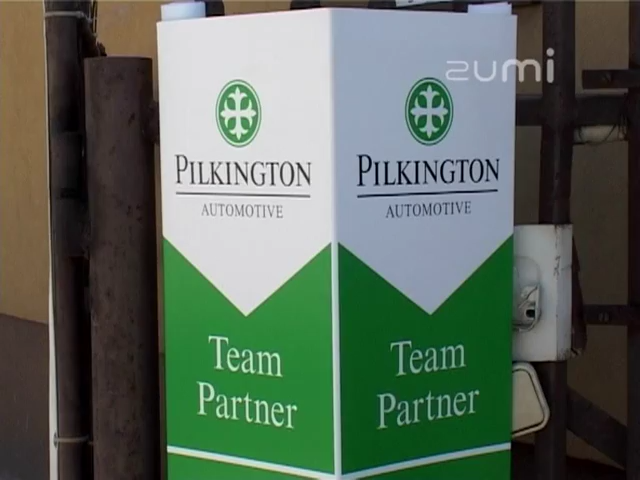 zumi
PILKINGTON
AUTOMOTIVE
Team
Partner
PILKINGTON
AUTOMOTIVE
Team
Partner